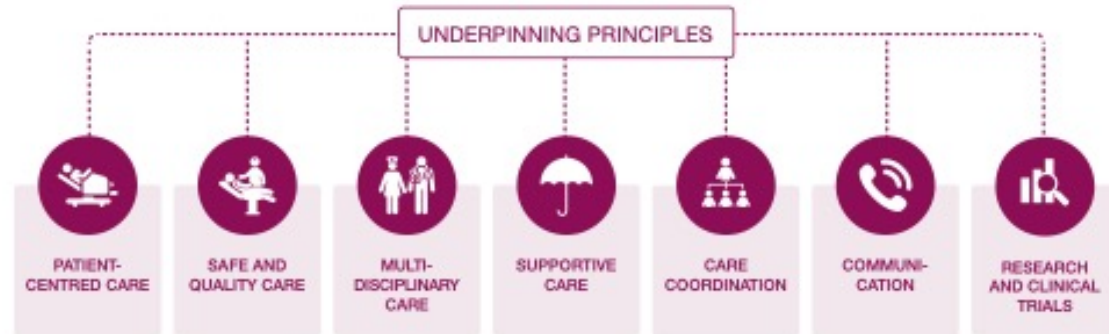 UNDERPINNING PRINCIPLES
PATIENT-
CENTRED CARE
SAFE AND
QUALITY CARE
MULTI-
DISCIPLINARY
CARE
SUPPORTIVE
CARE
CARE
COORDINATION
COMMUNI-
CATION
RESEARCH
AND CLINICAL
TRIALS